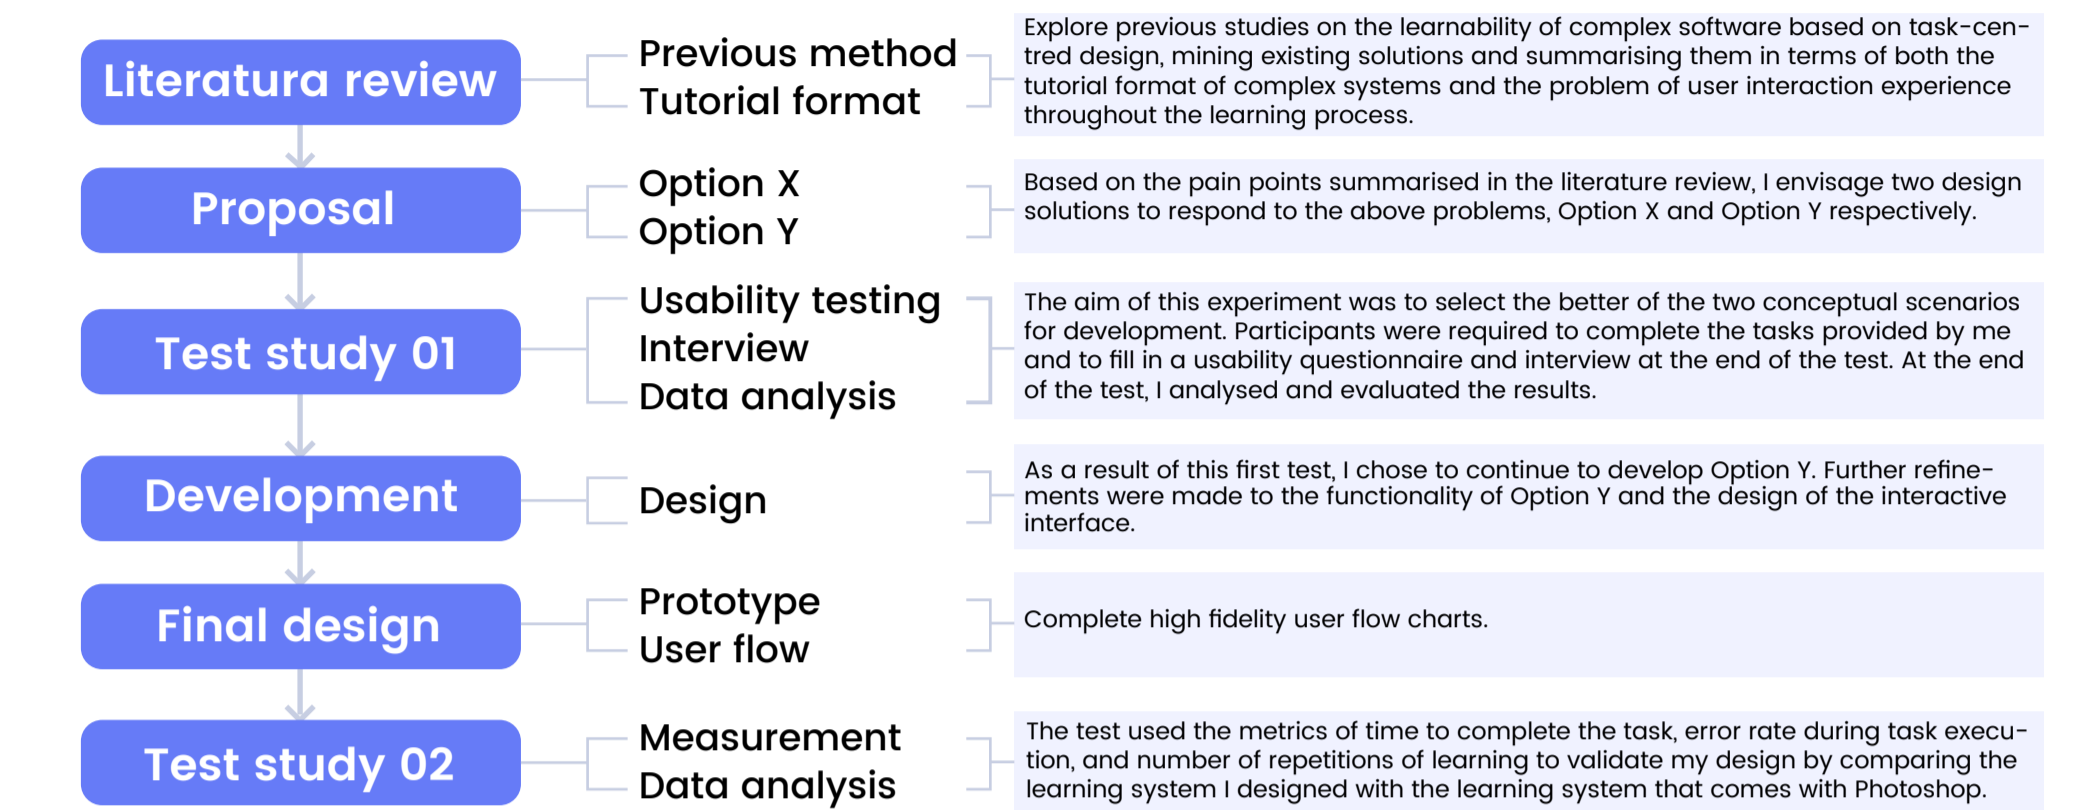 Literatura review
Previous method
Tutorial format
Explore previous studies on the learnability of complex software based on task-cen-
tred design, mining existing solutions and summarising them in terms of both the
tutorial format of complex systems and the problem of user interaction experience
throughout the learning process.
Proposal
Option X
Option Y
Based on the pain points summarised in the literature review, I envisage two design
solutions to respond to the above problems, Option X and Option Y respectively.
Test study 01
Usability testing
Interview
Data analysis
The aim of this experiment was to select the better of the two conceptual scenarios
for development. Participants were required to complete the tasks provided by me
and to fill in a usability questionnaire and interview at the end of the test. At the end
of the test, I analysed and evaluated the results.
Development
Design
As a result of this first test, I chose to continue to develop Option Y. Further refine-
ments were made to the functionality of Option Y and the design of the interactive
interface.
Final design
Prototype
User flow
Complete high fidelity user flow charts.
Test study 02
Measurement
Data analysis
The test used the metrics of time to complete the task, error rate during task execu-
tion, and number of repetitions of learning to validate my design by comparing the
learning system I designed with the learning system that comes with Photoshop.